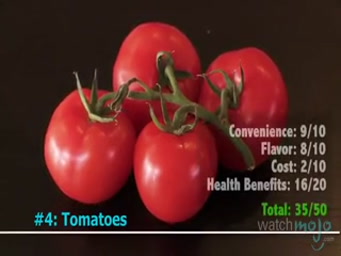 Convenience: 9/10
Flavor: 8/10
Cost: 2/10
Health Benefits: 16/20
Total: 35/50
#4: Tomatoes
watchmojo
.com